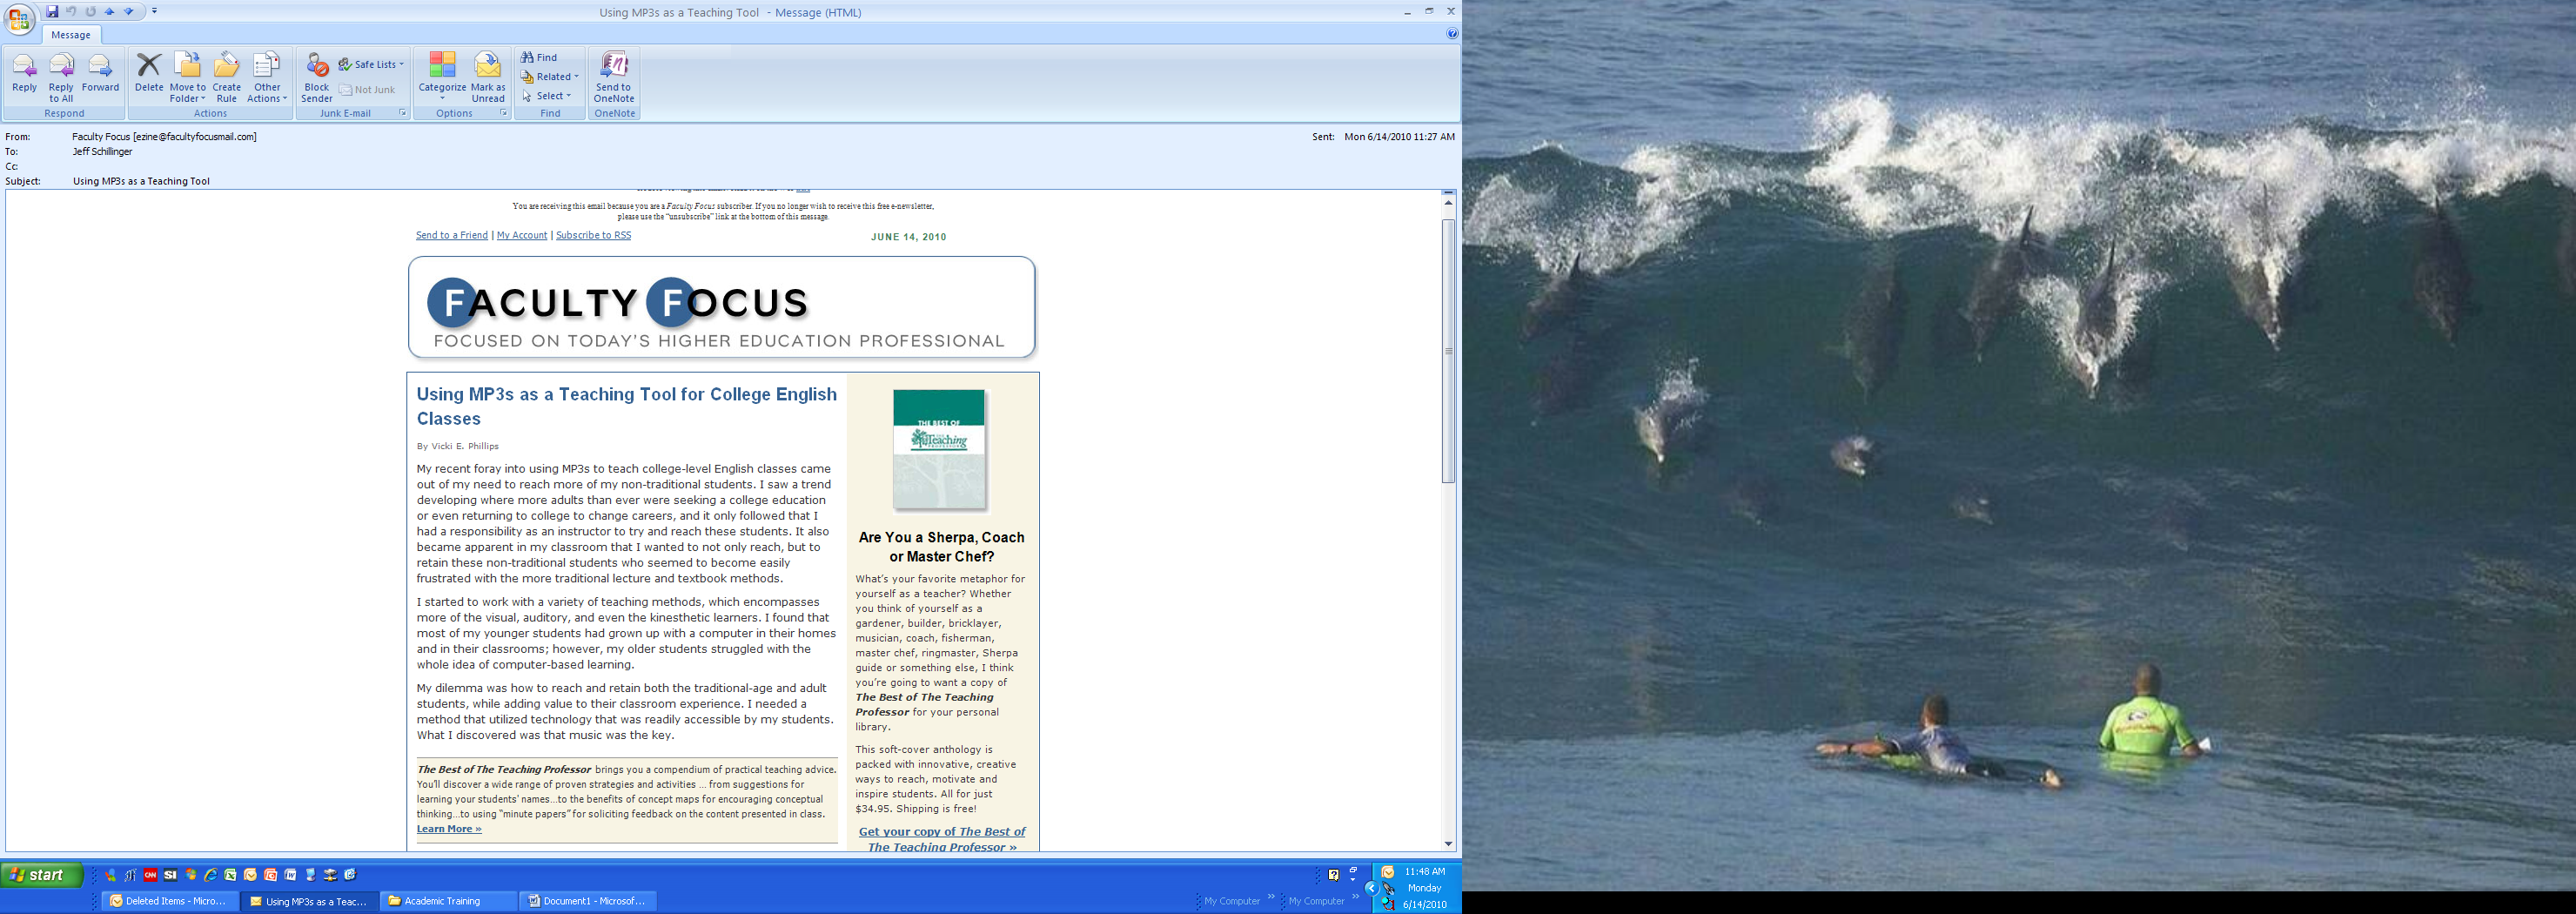 Using MP3s as a Teaching Tool - Message (HTML)
Message
Reply
Reply to All
Forward
Respond
Delete
Move to Folder
Create Rule
Other Actions
Actions
Block Sender
Safe Lists
Not Junk
Junk E-mail
Categorize
Mark as Unread
Options
Find
Related
Select
Find
Send to OneNote
OneNote
From: Faculty Focus [ezine@facultyfocusmail.com]
Sent: Mon 6/14/2010 11:27 AM
To: Jeff Schillinger
Cc:
Subject: Using MP3s as a Teaching Tool
You are receiving this email because you are a Faculty Focus subscriber. If you no longer wish to receive this free e-newsletter,
please use the "unsubscribe" link at the bottom of this message.
Send to a Friend | My Account | Subscribe to RSS
JUNE 14, 2010
FACULTY FOCUS
FOCUSED ON TODAY'S HIGHER EDUCATION PROFESSIONAL
Using MP3s as a Teaching Tool for College English
Classes
By Vicki E. Phillips
My recent foray into using MP3s to teach college-level English classes came
out of my need to reach more of my non-traditional students. I saw a trend
developing where more adults than ever were seeking a college education
or even returning to college to change careers, and it only followed that I
had a responsibility as an instructor to try and reach these students. It also
became apparent in my classroom that I wanted to not only reach, but to
retain these non-traditional students who seemed to become easily
frustrated with the more traditional lecture and textbook methods.
I started to work with a variety of teaching methods, which encompasses
more of the visual, auditory, and even the kinesthetic learners. I found that
most of my younger students had grown up with a computer in their homes
and in their classrooms; however, my older students struggled with the
whole idea of computer-based learning.
My dilemma was how to reach and retain both the traditional-age and adult
students, while adding value to their classroom experience. I needed a
method that utilized technology that was readily accessible by my students.
What I discovered was that music was the key.
The Best of The Teaching Professor brings you a compendium of practical teaching advice.
You'll discover a wide range of proven strategies and activities ... from suggestions for
learning your students' names...to the benefits of concept maps for encouraging conceptual
thinking...to using "minute papers" for soliciting feedback on the content presented in class.
Learn More »
THE BEST OF
Teaching
Are You a Sherpa, Coach
or Master Chef?
What's your favorite metaphor for
yourself as a teacher? Whether
you think of yourself as a
gardener, builder, bricklayer,
musician, coach, fisherman,
master chef, ringmaster, Sherpa
guide or something else, I think
you're going to want a copy of
The Best of The Teaching
Professor for your personal
library.
This soft-cover anthology is
packed with innovative, creative
ways to reach, motivate and
inspire students. All for just
$34.95. Shipping is free!
Get your copy of The Best of
The Teaching Professor »
start
CNN
SI
11:48 AM
Monday
6/14/2010
Deleted Items - Micro...
Using MP3s as a Teac...
Academic Training
Document1 - Microsof...
My Computer »
My Computer »